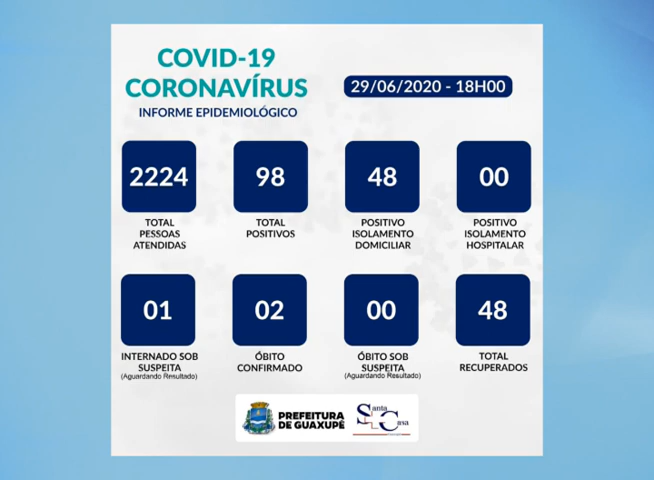 COVID-19
CORONAVÍRUS
INFORME EPIDEMIOLÓGICO
29/06/2020 - 18H00
2224
TOTAL
PESSOAS
ATENDIDAS
98
TOTAL
POSITIVOS
48
POSITIVO
ISOLAMENTO
DOMICILIAR
00
POSITIVO
ISOLAMENTO
HOSPITALAR
01
INTERNADO SOB
SUSPEITA
(Aguardando Resultado)
02
ÓBITO
CONFIRMADO
00
ÓBITO SOB
SUSPEITA
(Aguardando Resultado)
48
TOTAL
RECUPERADOS
PREFEITURA
DE GUAXUPÉ
Santa
Casa